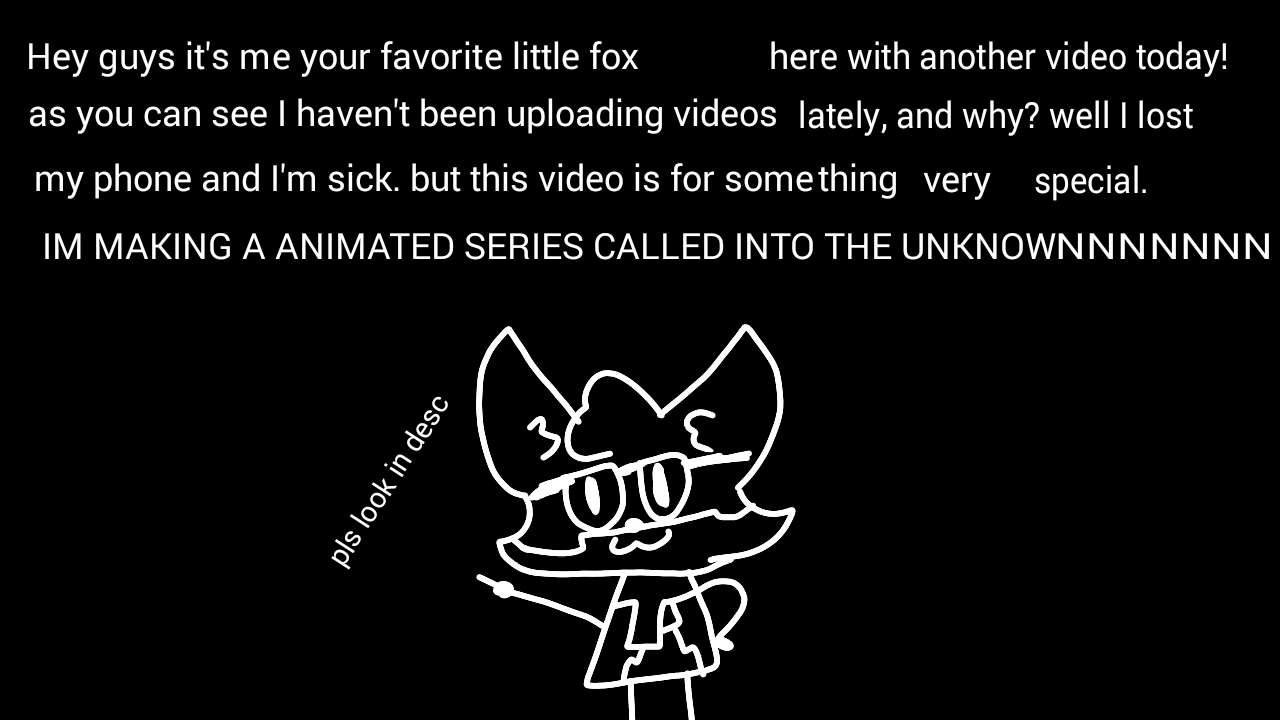 Hey guys it's me your favorite little fox here with another video today!
as you can see I haven't been uploading videos lately, and why? well I lost
my phone and I'm sick. but this video is for something very special.
IM MAKING A ANIMATED SERIES CALLED INTO THE UNKNOWNNNNNNN
pls look in desc